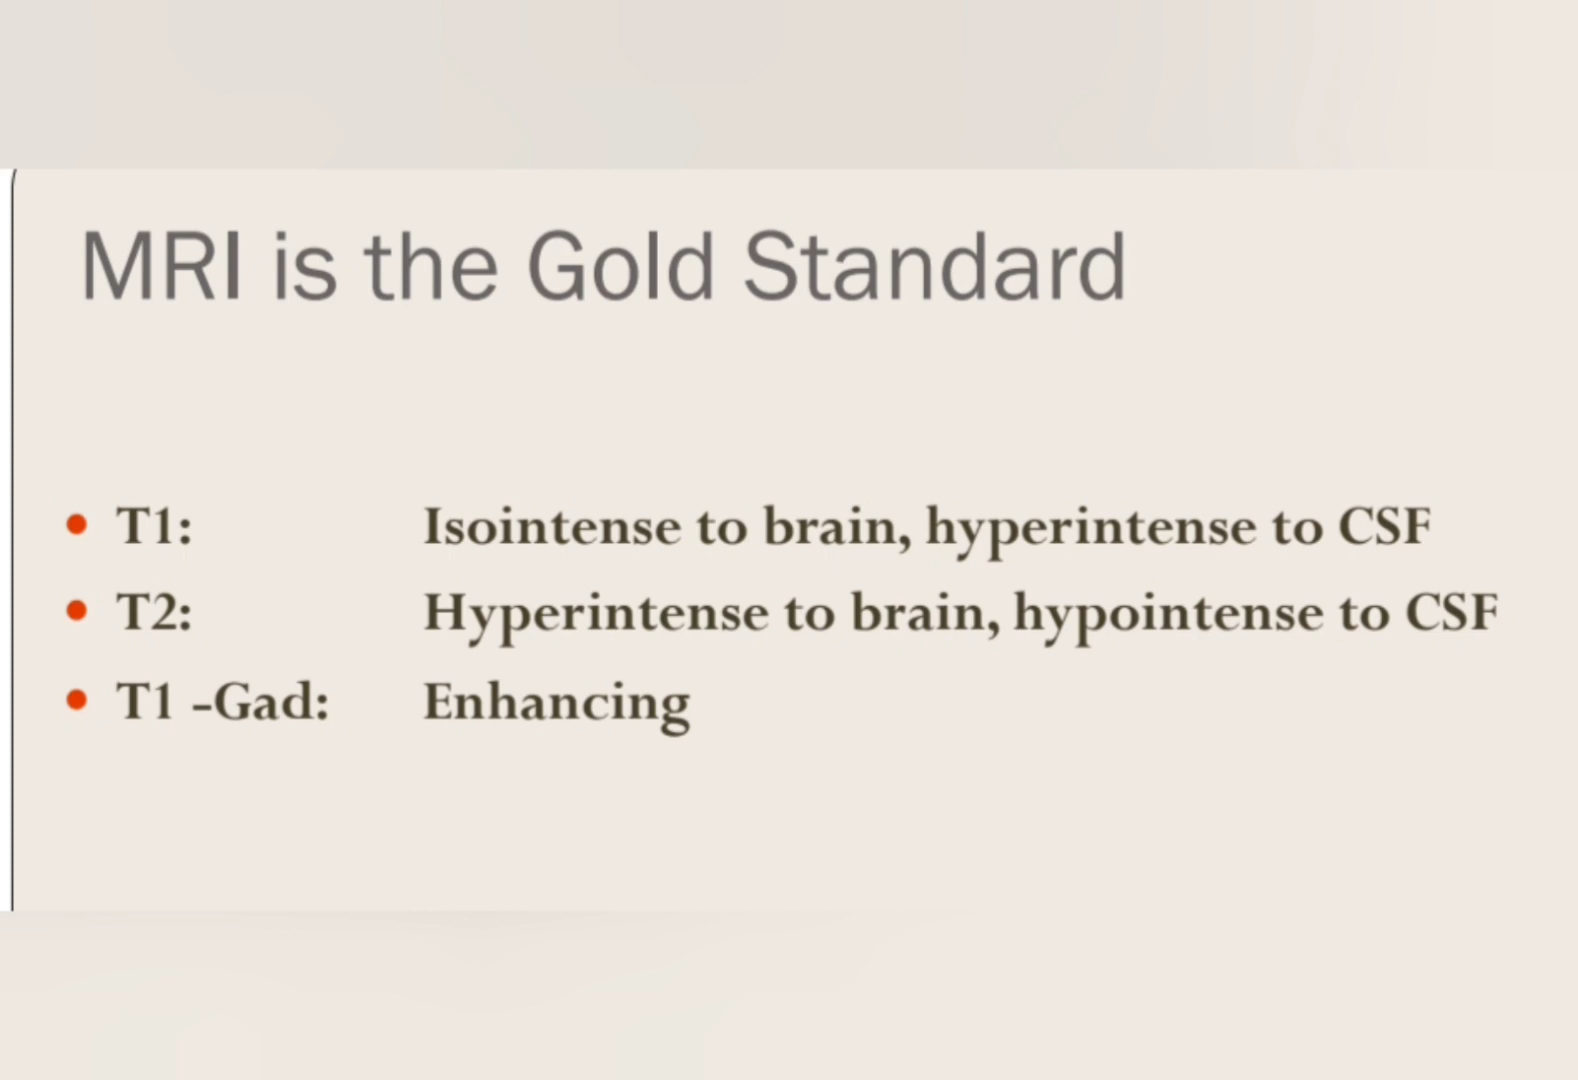 MRI is the Gold Standard
• T1: Isointense to brain, hyperintense to CSF
• T2: Hyperintense to brain, hypointense to CSF
• T1 -Gad: Enhancing